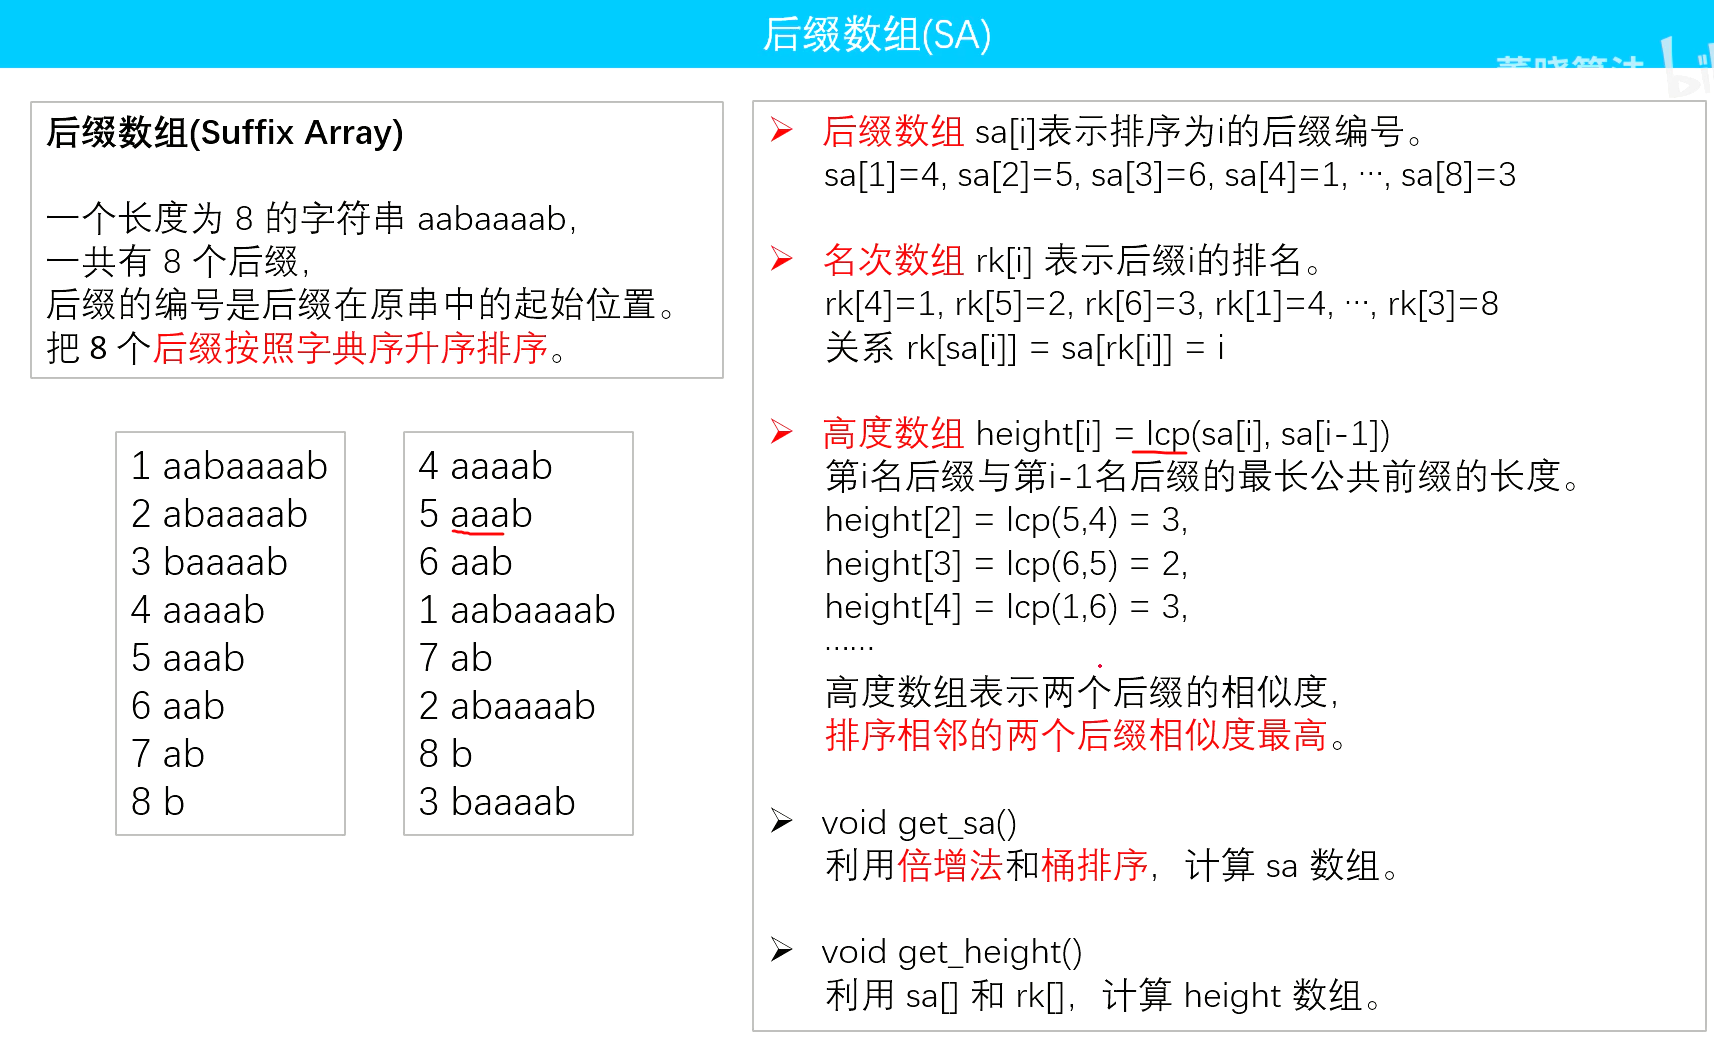 后缀数组(SA)
后缀数组(Suffix Array)
一个长度为 8 的字符串 aabaaaab,
一共有 8 个后缀,
后缀的编号是后缀在原串中的起始位置。
把 8 个后缀按照字典序升序排序。
1 aabaaaab
2 abaaaab
3 baaaab
4 aaaab
5 aaab
6 aab
7 ab
8 b
4 aaaab
5 aaab
6 aab
1 aabaaaab
7 ab
2 abaaaab
8 b
3 baaaab
➢ 后缀数组 sa[i]表示排序为i的后缀编号。
sa[1]=4, sa[2]=5, sa[3]=6, sa[4]=1, ···, sa[8]=3
➢ 名次数组 rk[i] 表示后缀i的排名。
rk[4]=1, rk[5]=2, rk[6]=3, rk[1]=4, ···, rk[3]=8
关系 rk[sa[i]] = sa[rk[i]] = i
➢ 高度数组 height[i] = lcp(sa[i], sa[i-1])
第i名后缀与第i-1名后缀的最长公共前缀的长度。
height[2] = lcp(5,4) = 3,
height[3] = lcp(6,5) = 2,
height[4] = lcp(1,6) = 3,
······
高度数组表示两个后缀的相似度,
排序相邻的两个后缀相似度最高。
➢ void get_sa()
利用倍增法和桶排序, 计算 sa 数组。
➢ void get_height()
利用 sa[] 和 rk[], 计算 height 数组。